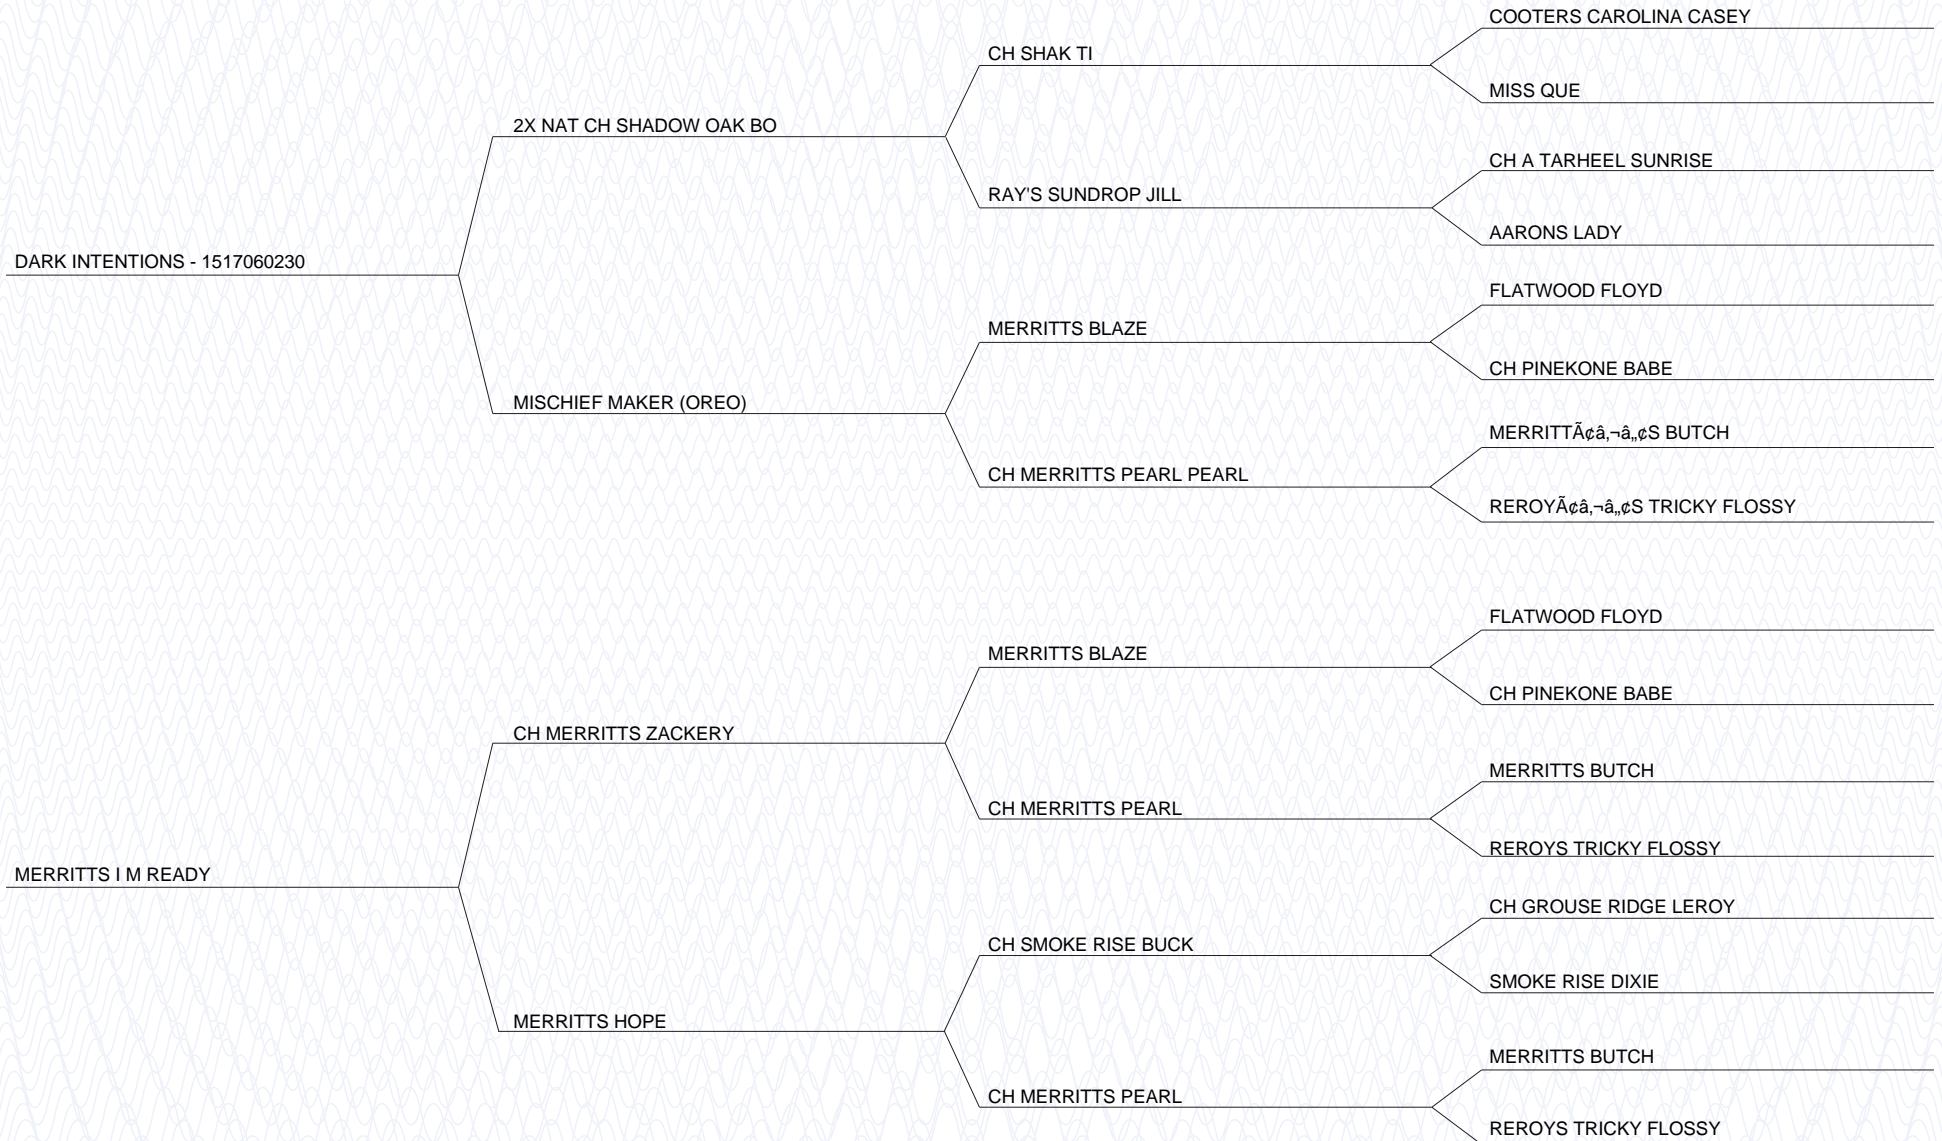 COOTERS CAROLINA CASEY
CH SHAK TI
MISS QUE
2X NAT CH SHADOW OAK BO
CH A TARHEEL SUNRISE
RAY'S SUNDROP JILL
AARONS LADY
DARK INTENTIONS - 1517060230
FLATWOOD FLOYD
MERRITTS BLAZE
CH PINEKONE BABE
MISCHIEF MAKER (OREO)
MERRITTÃ¢â‚¬â„¢S BUTCH
CH MERRITTS PEARL PEARL
REROYÃ¢â‚¬â„¢S TRICKY FLOSSY
FLATWOOD FLOYD
MERRITTS BLAZE
CH PINEKONE BABE
CH MERRITTS ZACKERY
MERRITTS BUTCH
CH MERRITTS PEARL
REROYS TRICKY FLOSSY
MERRITTS I M READY
CH GROUSE RIDGE LEROY
CH SMOKE RISE BUCK
SMOKE RISE DIXIE
MERRITTS HOPE
MERRITTS BUTCH
CH MERRITTS PEARL
REROYS TRICKY FLOSSY